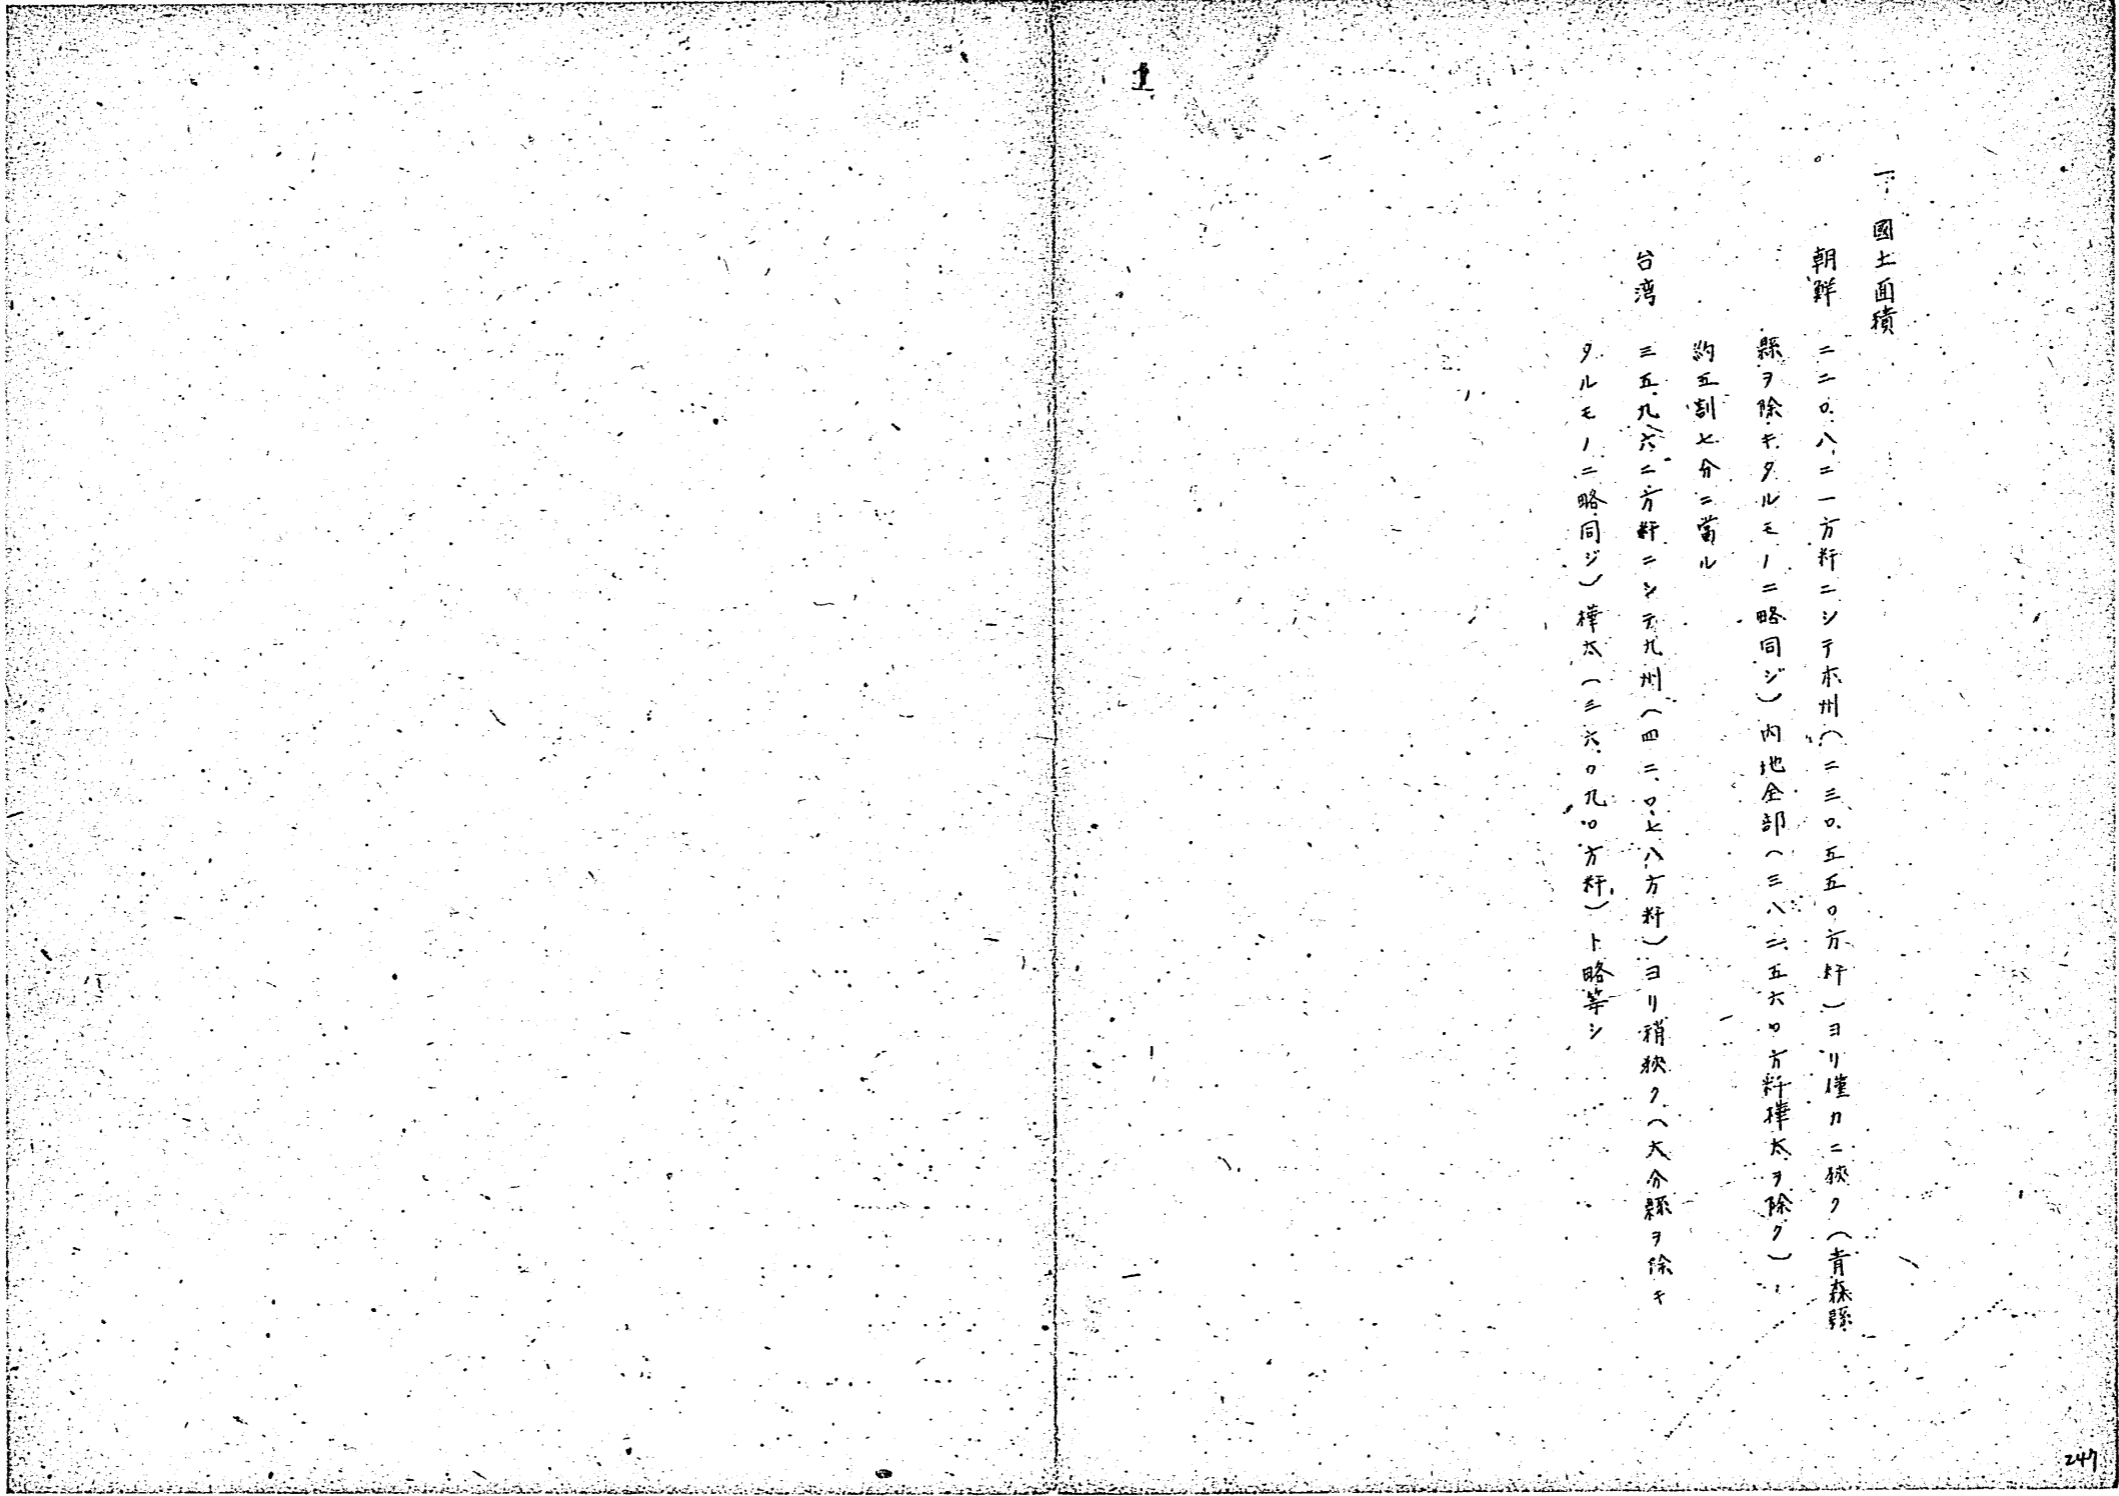 一、國土面積
朝鮮 二二〇、八二一方粁ニシテ本州(二三〇、五五〇方粁)ヨリ僅カニ狹ク(青森縣
縣ヲ除キタルモノニ略同ジ)內地全部(三八二、五六〇方粁樺太ヲ除ク)
約五割七分ニ當ル
台湾 三五、九六二方粁ニシテ九州(四二、〇七八方粁)ヨリ稍狹ク(大分縣ヲ除キ
タルモノニ略同ジ)樺太(三六、〇九〇方粁)ト略等シ
1
247